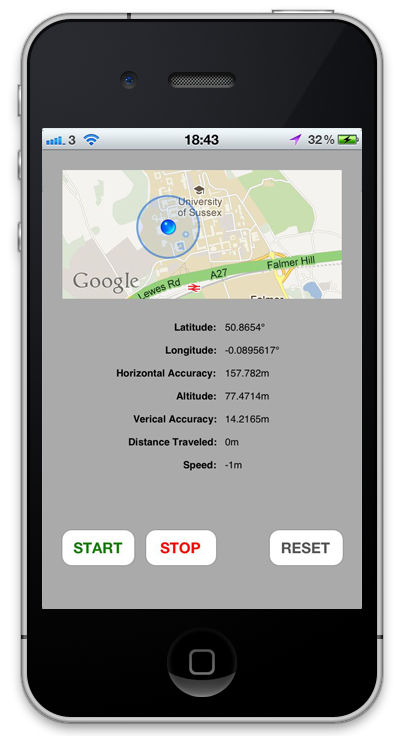 3 18:43 32%
University
of Sussex
Google
Lewes Rd A27 Falmer Hill
Falmer
Latitude: 50.8654°
Longitude: -0.0895617°
Horizontal Accuracy: 157.782m
Altitude: 77.4714m
Verical Accuracy: 14.2165m
Distance Traveled: 0m
Speed: -1m
START STOP RESET